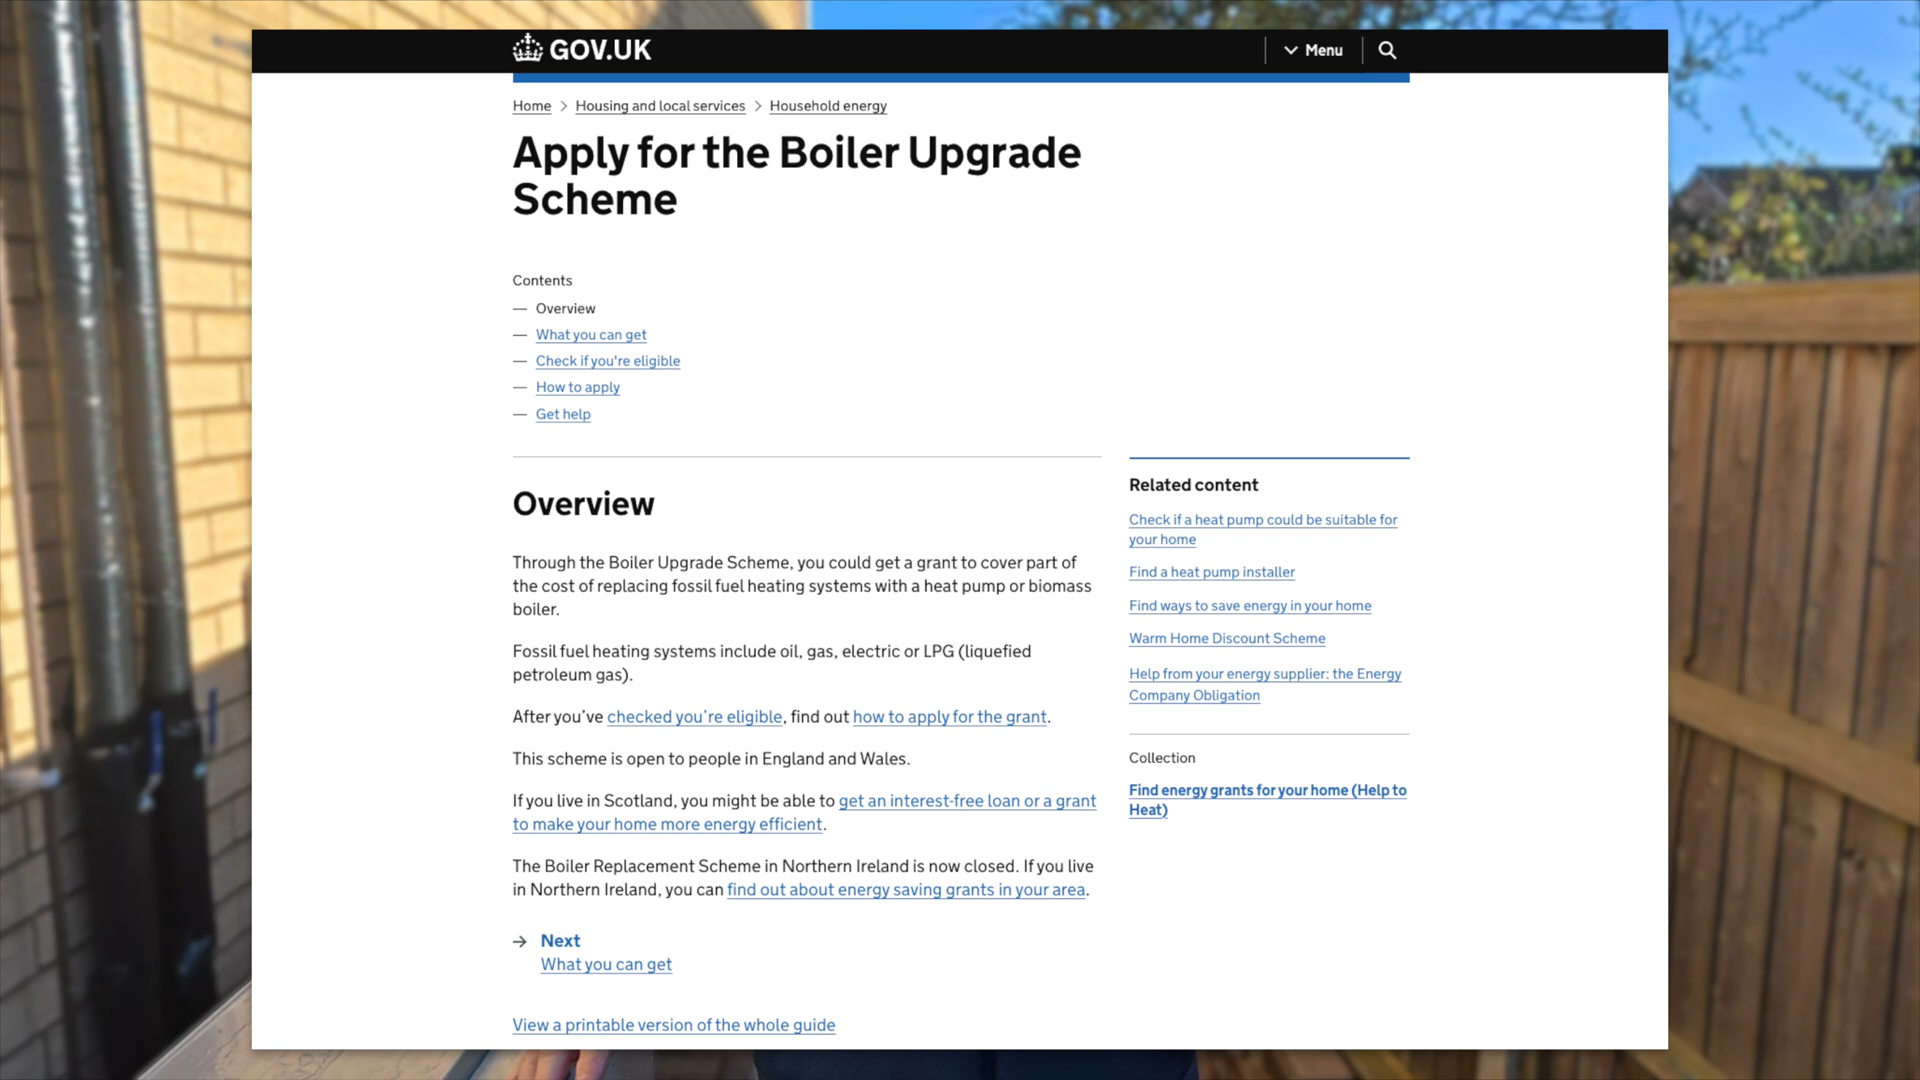 GOV.UK
Menu
Home > Housing and local services > Household energy
Apply for the Boiler Upgrade
Scheme
Contents
— Overview
— What you can get
— Check if you're eligible
— How to apply
— Get help
Overview
Through the Boiler Upgrade Scheme, you could get a grant to cover part of
the cost of replacing fossil fuel heating systems with a heat pump or biomass
boiler.
Fossil fuel heating systems include oil, gas, electric or LPG (liquefied
petroleum gas).
After you’ve checked you’re eligible, find out how to apply for the grant.
This scheme is open to people in England and Wales.
If you live in Scotland, you might be able to get an interest-free loan or a grant
to make your home more energy efficient.
The Boiler Replacement Scheme in Northern Ireland is now closed. If you live
in Northern Ireland, you can find out about energy saving grants in your area.
→ Next
What you can get
View a printable version of the whole guide
Related content
Check if a heat pump could be suitable for
your home
Find a heat pump installer
Find ways to save energy in your home
Warm Home Discount Scheme
Help from your energy supplier: the Energy
Company Obligation
Collection
Find energy grants for your home (Help to
Heat)